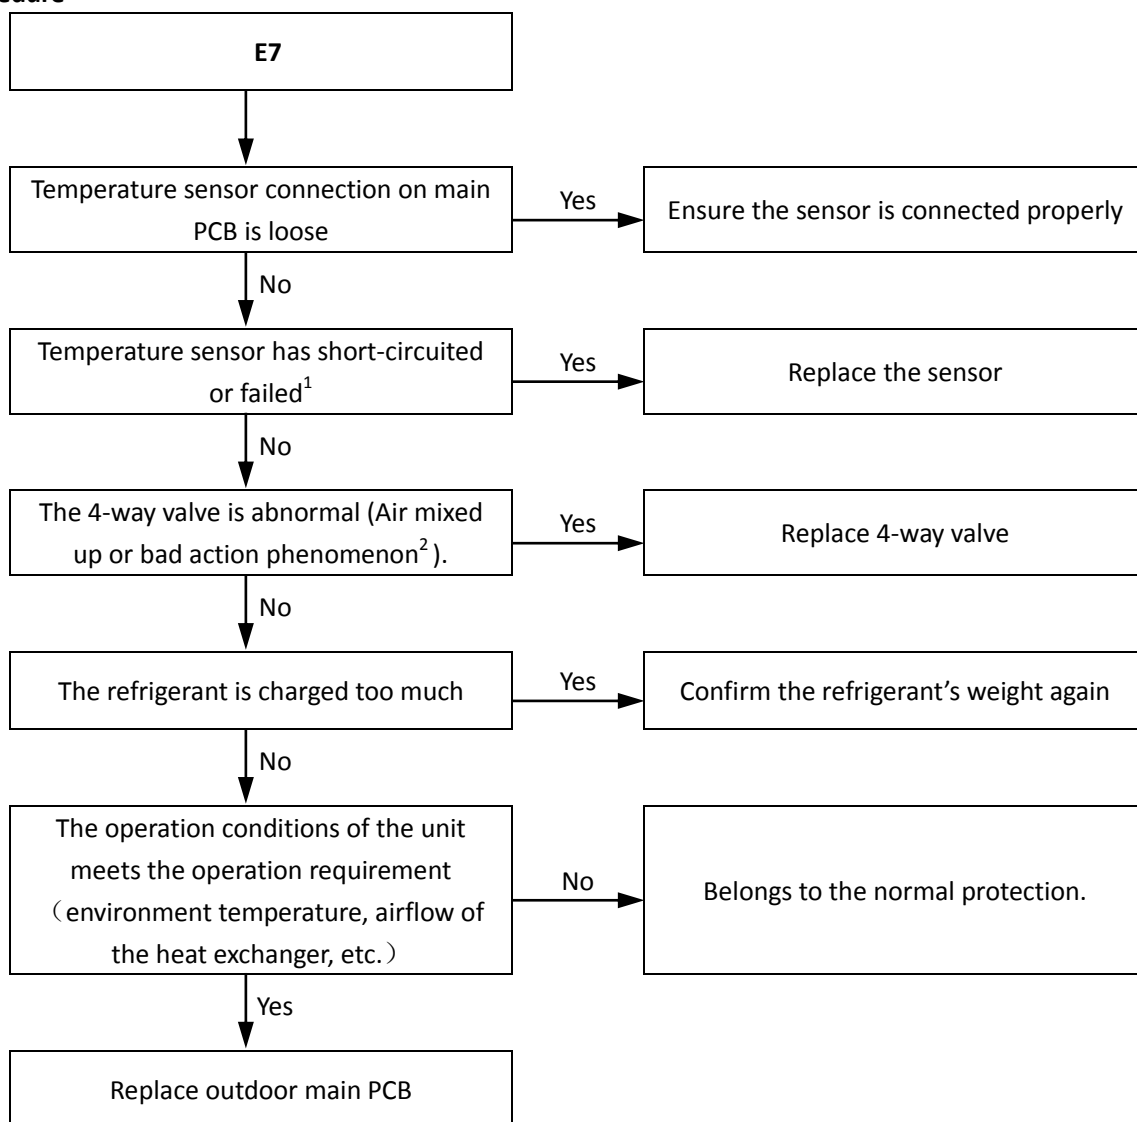 E7
Temperature sensor connection on main
PCB is loose
Yes
Ensure the sensor is connected properly
No
Temperature sensor has short-circuited
or failed1
Yes
Replace the sensor
No
The 4-way valve is abnormal (Air mixed
up or bad action phenomenon2 ).
Yes
Replace 4-way valve
No
The refrigerant is charged too much
Yes
Confirm the refrigerant’s weight again
No
The operation conditions of the unit
meets the operation requirement
（environment temperature, airflow of
the heat exchanger, etc.）
No
Belongs to the normal protection.
Yes
Replace outdoor main PCB